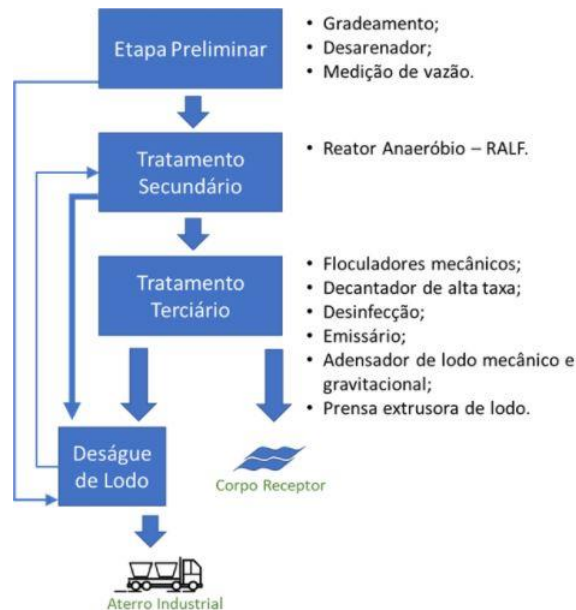 Etapa Preliminar
• Gradeamento;
• Desarenador;
• Medição de vazão.
Tratamento
Secundário
• Reator Anaeróbio – RALF.
Tratamento
Terciário
• Floculadores mecânicos;
• Decantador de alta taxa;
• Desinfecção;
• Emissário;
• Adensador de lodo mecânico e
gravitacional;
• Prensa extrusora de lodo.
Deságue
de Lodo
Corpo Receptor
Aterro Industrial